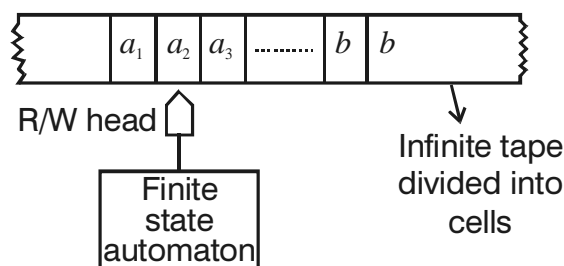 a₁ a₂ a₃ ......... b b
R/W head
Infinite tape
divided into
cells
Finite
state
automaton